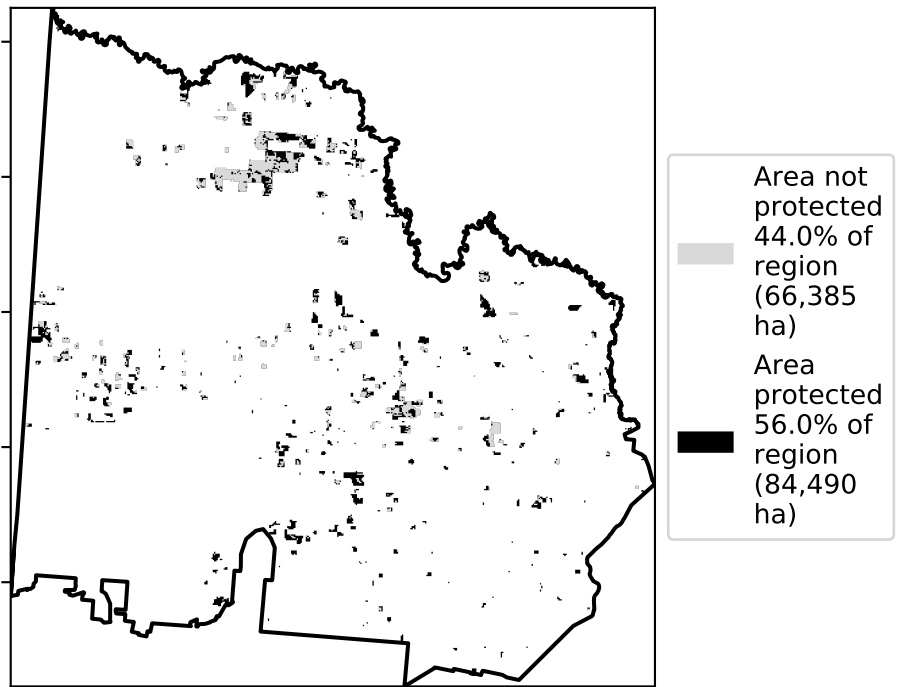 Area not
protected
44.0% of
region
(66,385
ha)
Area
protected
56.0% of
region
(84,490
ha)